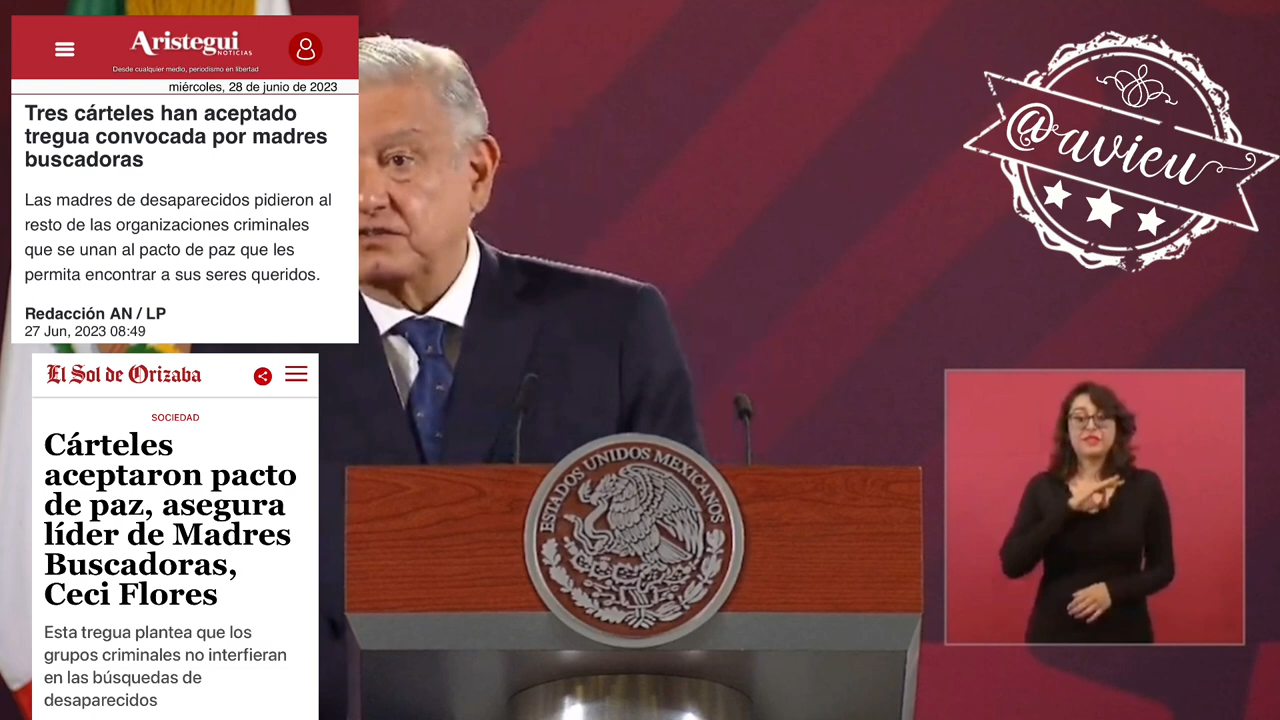 Aristegui
NOTICIAS
Desde cualquier medio, periodismo en libertad
miércoles, 28 de junio de 2023
Tres cárteles han aceptado
tregua convocada por madres
buscadoras
Las madres de desaparecidos pidieron al
resto de las organizaciones criminales
que se unan al pacto de paz que les
permita encontrar a sus seres queridos.
Redacción AN / LP
27 Jun, 2023 08:49
El Sol de Orizaba
SOCIEDAD
Cárteles
aceptaron pacto
de paz, asegura
líder de Madres
Buscadoras,
Ceci Flores
Esta tregua plantea que los
grupos criminales no interfieran
en las búsquedas de
desaparecidos
ESTADOS UNIDOS MEXICANOS
@avieu